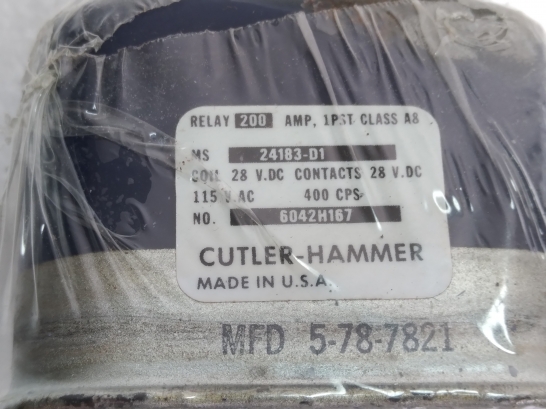 RELAY 200 AMP, 1PST CLASS A8
MS 24183-D1
COIL 28 V.DC CONTACTS 28 V.DC
115 V.AC 400 CPS
NO. 6042H167
CUTLER-HAMMER
MADE IN U.S.A.
MFD 5-78-7821